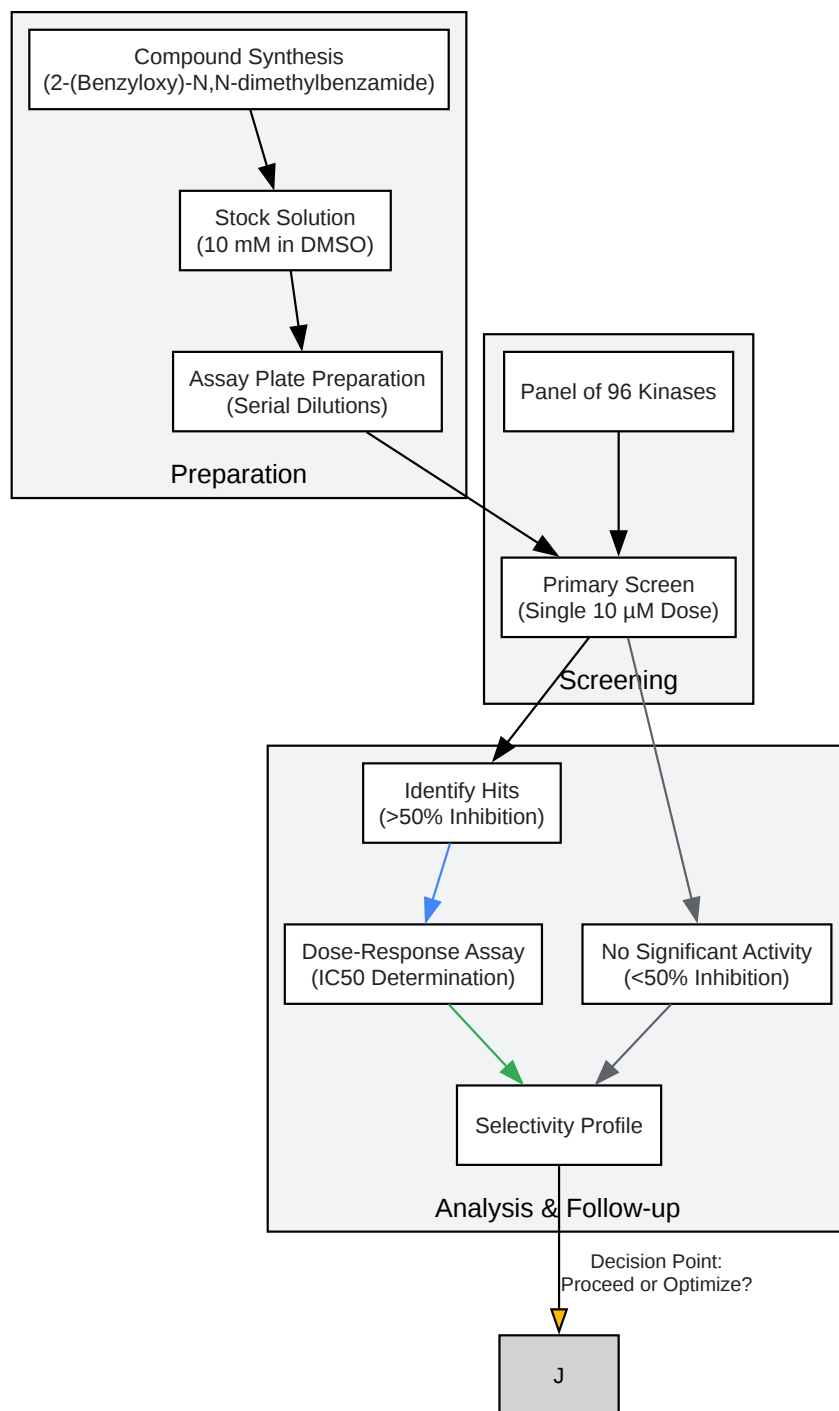 Compound Synthesis
(2-(Benzyloxy)-N,N-dimethylbenzamide)
Stock Solution
(10 mM in DMSO)
Assay Plate Preparation
(Serial Dilutions)
Preparation
Panel of 96 Kinases
Primary Screen
(Single 10 µM Dose)
Screening
Identify Hits
(>50% Inhibition)
Dose-Response Assay
(IC50 Determination)
No Significant Activity
(<50% Inhibition)
Selectivity Profile
Analysis & Follow-up
Decision Point:
Proceed or Optimize?
J